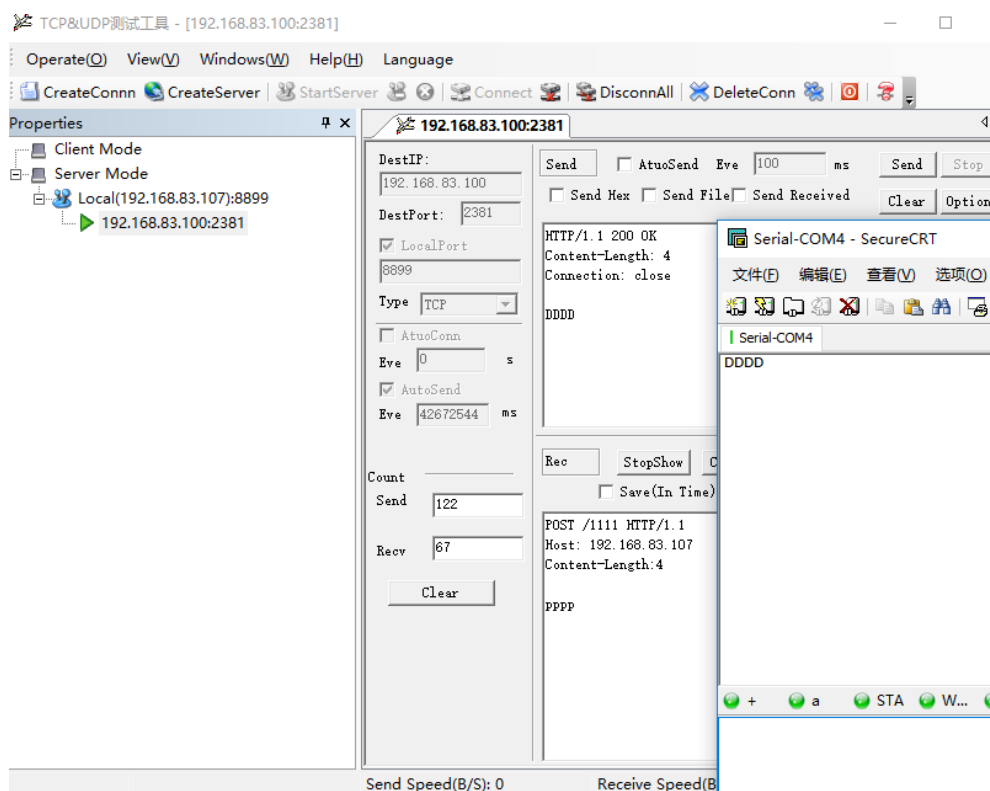 TCP&UDP测试工具 - [192.168.83.100:2381]
Operate(O) View(V) Windows(W) Help(H) Language
CreateConnn CreateServer StartServer Connect DisconnAll DeleteConn
Properties
Client Mode
Server Mode
Local(192.168.83.107):8899
192.168.83.100:2381
192.168.83.100:2381
DestIP:
192.168.83.100
DestPort: 2381
LocalPort
8899
Type TCP
AtuoConn
Eve 0 s
AutoSend
Eve 42672544 ms
Count
Send 122
Recv 67
Clear
Send AtuoSend Eve 100 ms Send Stop
Send Hex Send File Send Received Clear Option
HTTP/1.1 200 OK
Content-Length: 4
Connection: close
DDDD
Rec StopShow C
Save(In Time)
POST /1111 HTTP/1.1
Host: 192.168.83.107
Content-Length:4
PPPP
Serial-COM4 - SecureCRT
文件(F) 编辑(E) 查看(V) 选项(O)
Serial-COM4
DDDD
+ a STA W...
Send Speed(B/S): 0 Receive Speed(B